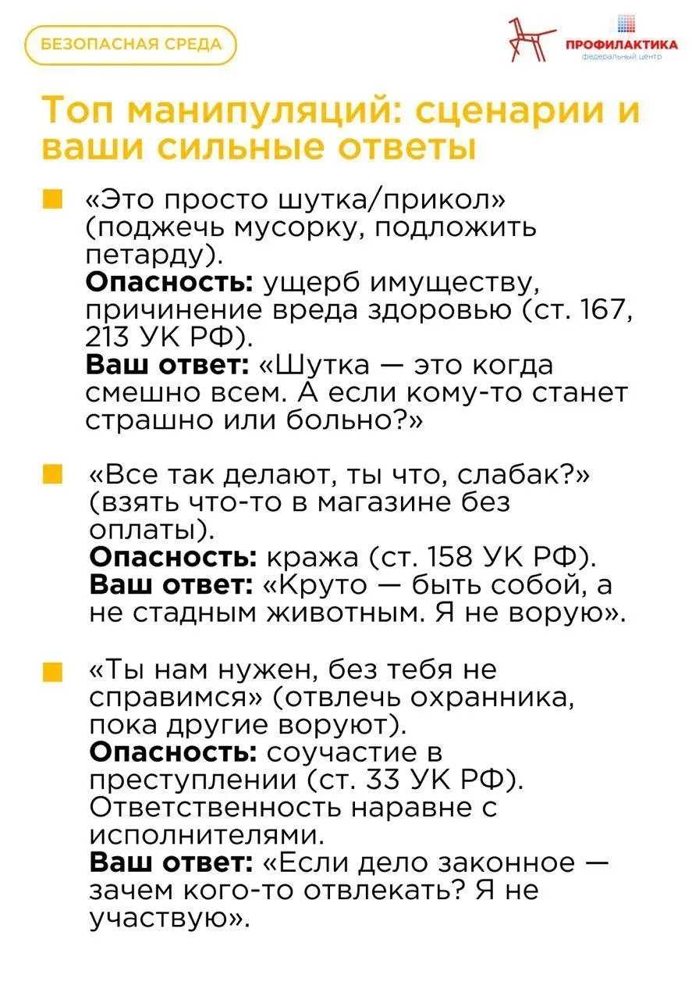 БЕЗОПАСНАЯ СРЕДА
ПРОФИЛАКТИКА
федеральный центр
Топ манипуляций: сценарии и
ваши сильные ответы
«Это просто шутка/прикол»
(поджечь мусорку, подложить
петарду).
Опасность: ущерб имуществу,
причинение вреда здоровью (ст. 167,
213 УК РФ).
Ваш ответ: «Шутка — это когда
смешно всем. А если кому-то станет
страшно или больно?»
«Все так делают, ты что, слабак?»
(взять что-то в магазине без
оплаты).
Опасность: кража (ст. 158 УК РФ).
Ваш ответ: «Круто — быть собой, а
не стадным животным. Я не ворую».
«Ты нам нужен, без тебя не
справимся» (отвлечь охранника,
пока другие воруют).
Опасность: соучастие в
преступлении (ст. 33 УК РФ).
Ответственность наравне с
исполнителями.
Ваш ответ: «Если дело законное —
зачем кого-то отвлекать? Я не
участвую».